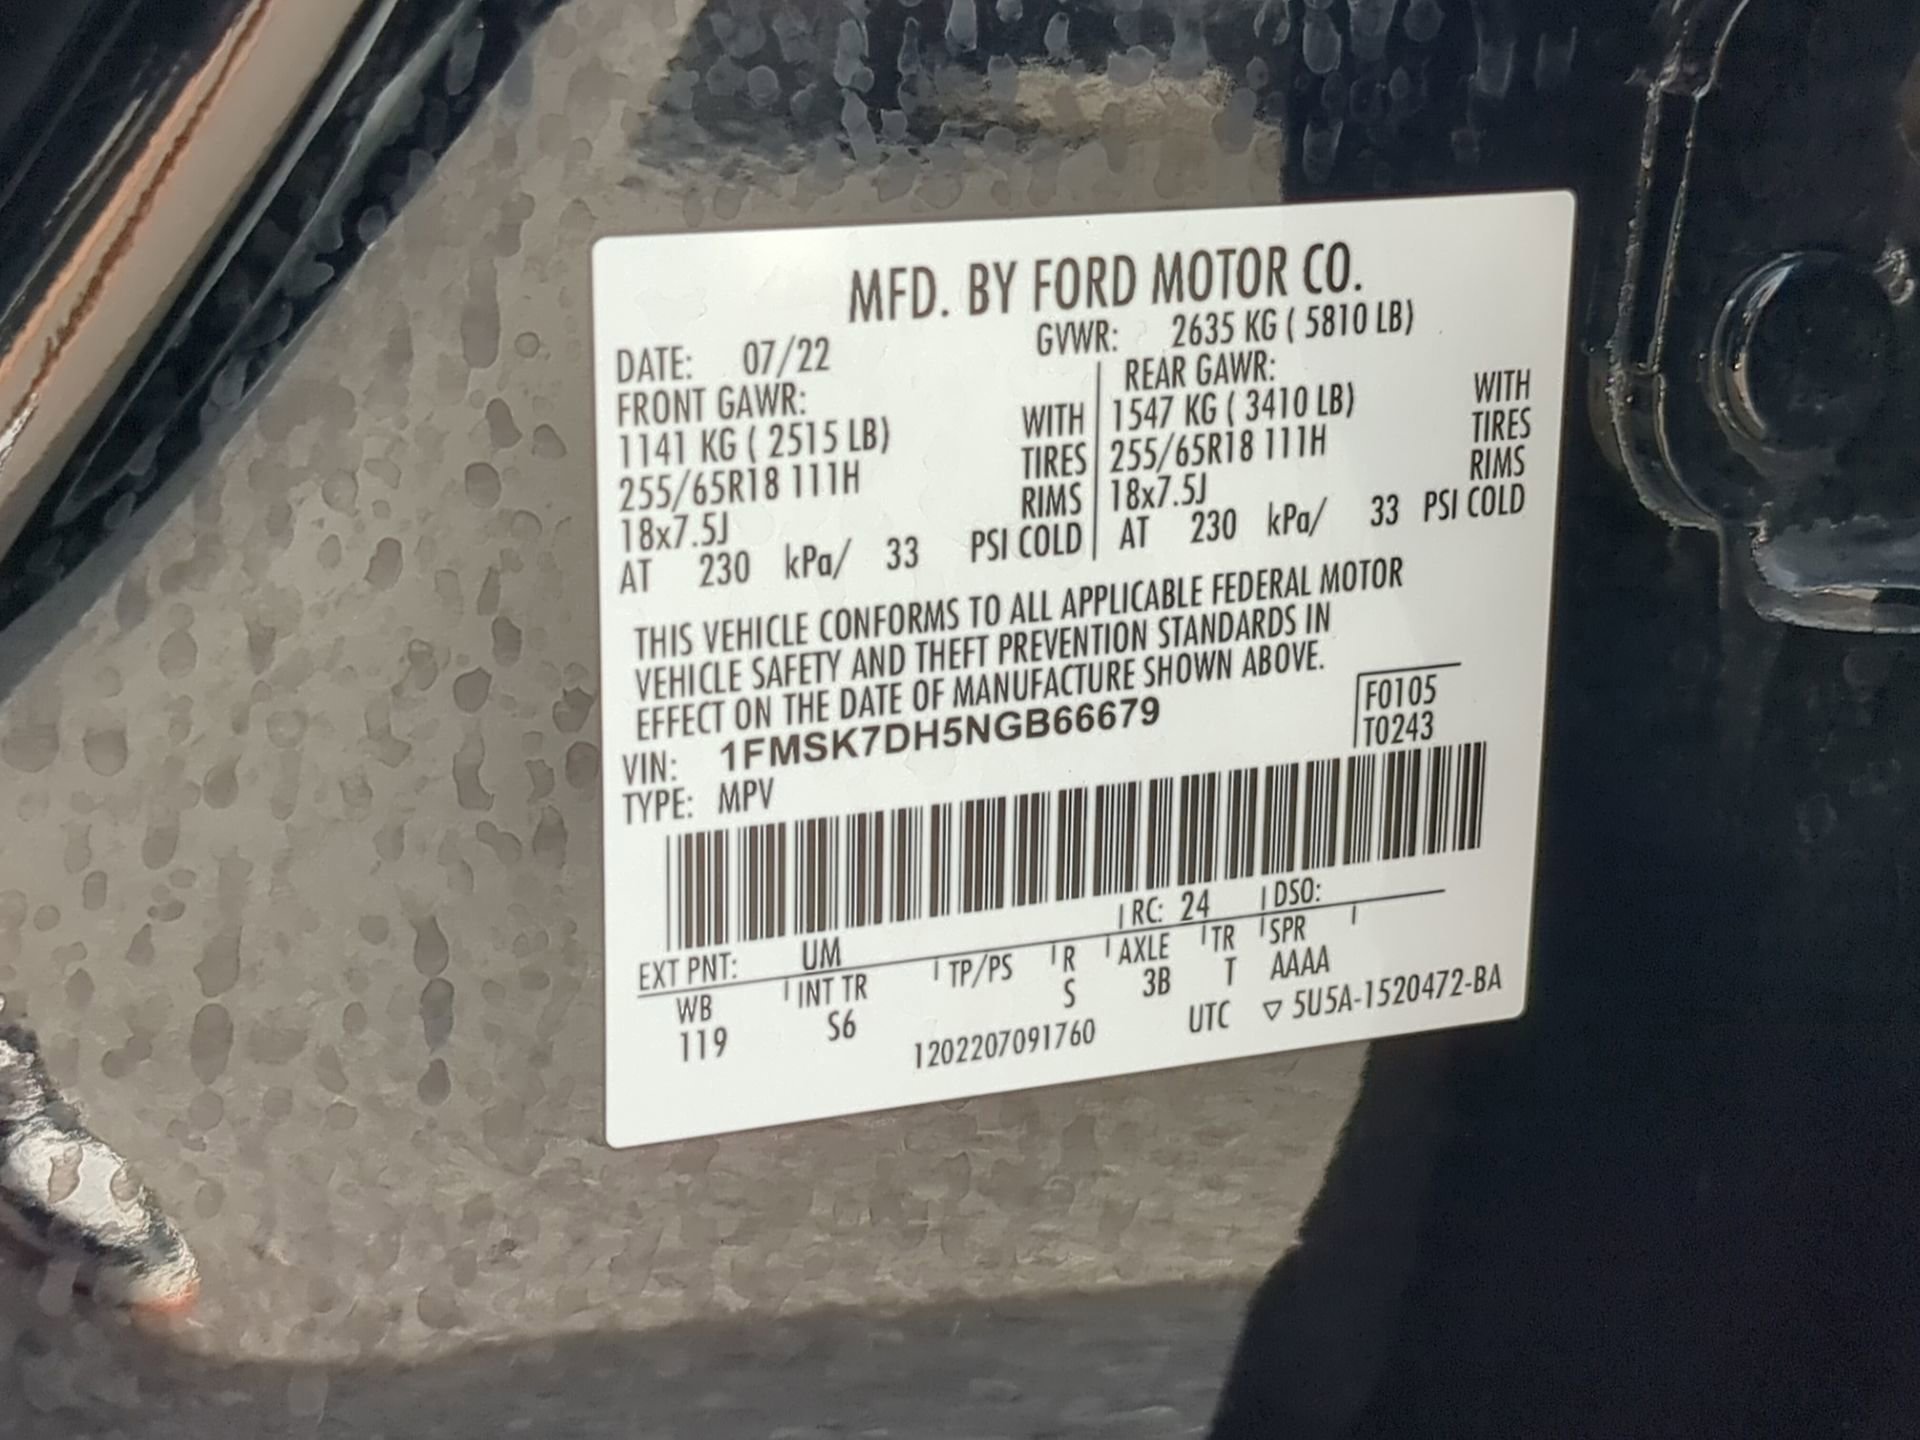 MFD. BY FORD MOTOR CO.
DATE: 07/22 GVWR: 2635 KG ( 5810 LB)
FRONT GAWR: REAR GAWR:
1141 KG ( 2515 LB) WITH 1547 KG ( 3410 LB) WITH
255/65R18 111H TIRES 255/65R18 111H TIRES
18x7.5J RIMS 18x7.5J RIMS
AT 230 kPa/ 33 PSI COLD AT 230 kPa/ 33 PSI COLD
THIS VEHICLE CONFORMS TO ALL APPLICABLE FEDERAL MOTOR
VEHICLE SAFETY AND THEFT PREVENTION STANDARDS IN
EFFECT ON THE DATE OF MANUFACTURE SHOWN ABOVE.
VIN: 1FMSK7DH5NGB66679 F0105
TYPE: MPV T0243
EXT PNT: UM RC: 24 DSO:
WB INT TR TP/PS R AXLE TR SPR
119 S6 S 3B T AAAA
1202207091760 UTC ▽ 5U5A-1520472-BA